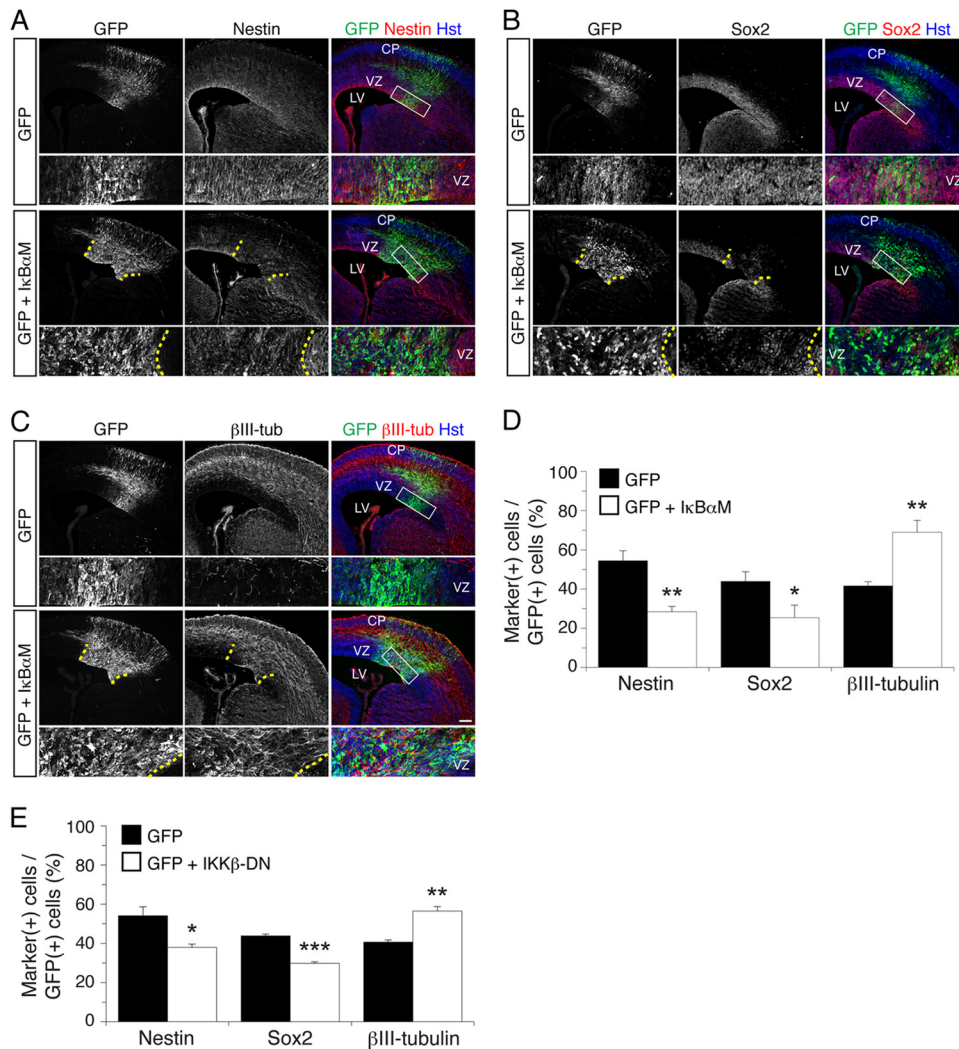 A
GFP Nestin GFP Nestin Hst
GFP
CP
VZ
LV
VZ
GFP + IκBαM
CP
VZ
LV
VZ
B
GFP Sox2 GFP Sox2 Hst
GFP
CP
VZ
LV
VZ
GFP + IκBαM
CP
VZ
LV
VZ
C
GFP βIII-tub GFP βIII-tub Hst
GFP
CP
VZ
LV
VZ
GFP + IκBαM
CP
VZ
LV
VZ
D
Marker(+) cells /
GFP(+) cells (%)
100
80
60
40
20
0
GFP
GFP + IκBαM
** * **
Nestin Sox2 βIII-tubulin
E
Marker(+) cells /
GFP(+) cells (%)
100
80
60
40
20
0
GFP
GFP + IKKβ-DN
* *** **
Nestin Sox2 βIII-tubulin